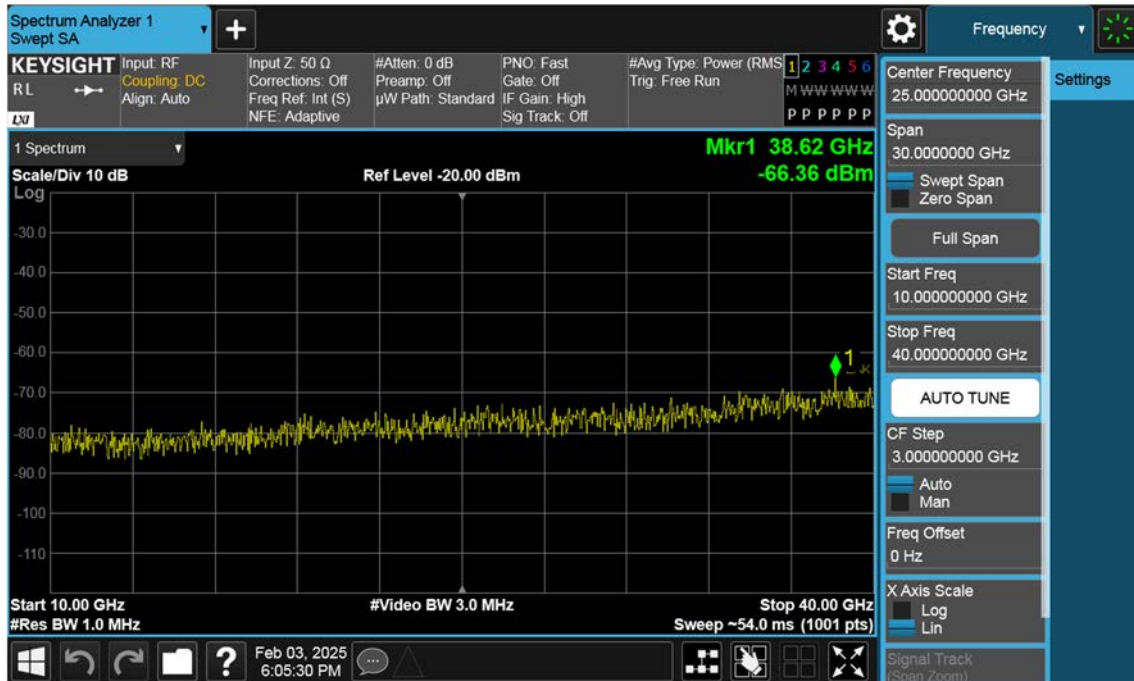 Spectrum Analyzer 1
Swept SA
Frequency
KEYSIGHT
R L
LXI
Input: RF
Coupling: DC
Align: Auto
Input Z: 50 Ω
Corrections: Off
Freq Ref: Int (S)
NFE: Adaptive
#Atten: 0 dB
Preamp: Off
µW Path: Standard
PNO: Fast
Gate: Off
IF Gain: High
Sig Track: Off
#Avg Type: Power (RMS
Trig: Free Run
1 2 3 4 5 6
M W W W W W
P P P P P P
1 Spectrum
Scale/Div 10 dB
Ref Level -20.00 dBm
Mkr1 38.62 GHz
-66.36 dBm
Log
-30.0
-40.0
-50.0
-60.0
-70.0
-80.0
-90.0
-100
-110
1
Start 10.00 GHz
#Res BW 1.0 MHz
#Video BW 3.0 MHz
Stop 40.00 GHz
Sweep ~54.0 ms (1001 pts)
Feb 03, 2025
6:05:30 PM
Center Frequency
25.000000000 GHz
Span
30.0000000 GHz
Swept Span
Zero Span
Full Span
Start Freq
10.000000000 GHz
Stop Freq
40.000000000 GHz
AUTO TUNE
CF Step
3.000000000 GHz
Auto
Man
Freq Offset
0 Hz
X Axis Scale
Log
Lin
Signal Track
(Span Zoom)
Settings